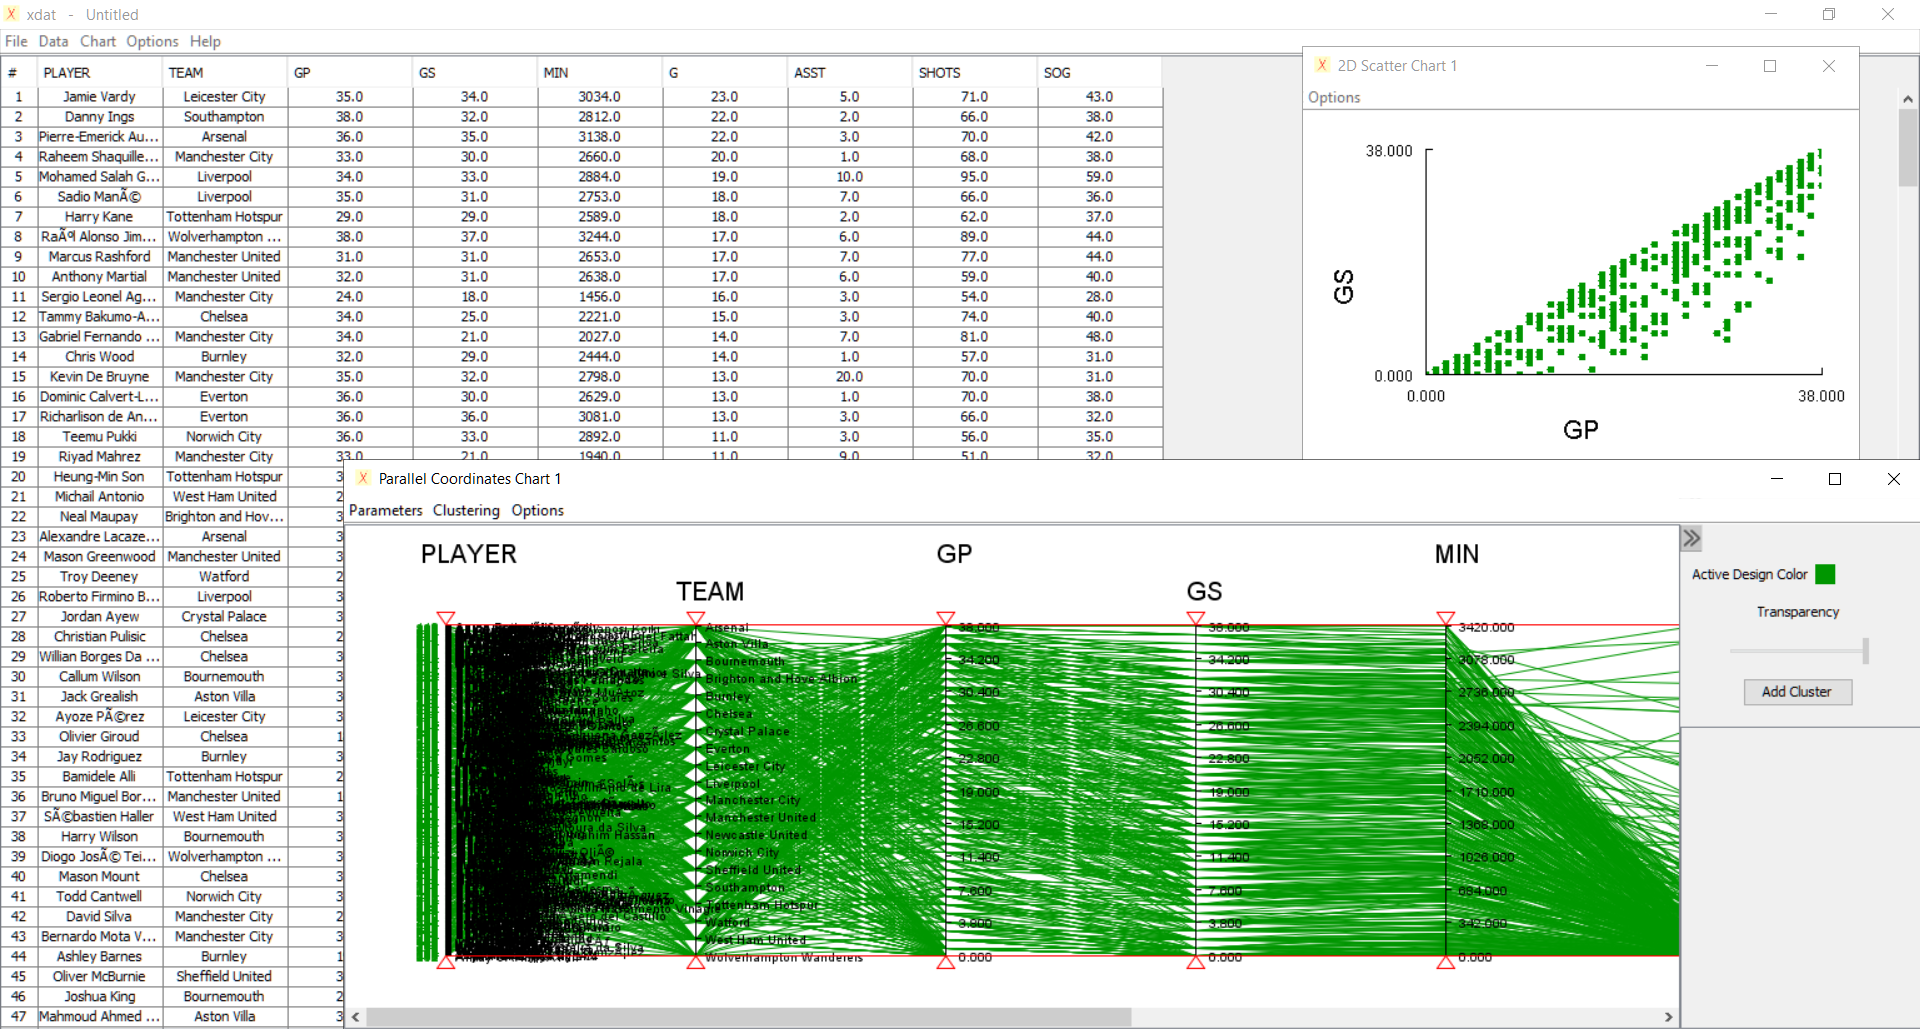 xdat - Untitled
File Data Chart Options Help
# PLAYER TEAM GP GS MIN G ASST SHOTS SOG
1 Jamie Vardy Leicester City 35.0 34.0 3034.0 23.0 5.0 71.0 43.0
2 Danny Ings Southampton 38.0 32.0 2812.0 22.0 2.0 66.0 38.0
3 Pierre-Emerick Au... Arsenal 36.0 35.0 3138.0 22.0 3.0 70.0 42.0
4 Raheem Shaquille... Manchester City 33.0 30.0 2660.0 20.0 1.0 68.0 38.0
5 Mohamed Salah G... Liverpool 34.0 33.0 2884.0 19.0 10.0 95.0 59.0
6 Sadio ManÃ© Liverpool 35.0 31.0 2753.0 18.0 7.0 66.0 36.0
7 Harry Kane Tottenham Hotspur 29.0 29.0 2589.0 18.0 2.0 62.0 37.0
8 RaÃºl Alonso Jim... Wolverhampton ... 38.0 37.0 3244.0 17.0 6.0 89.0 44.0
9 Marcus Rashford Manchester United 31.0 31.0 2653.0 17.0 7.0 77.0 44.0
10 Anthony Martial Manchester United 32.0 31.0 2638.0 17.0 6.0 59.0 40.0
11 Sergio Leonel Ag... Manchester City 24.0 18.0 1456.0 16.0 3.0 54.0 28.0
12 Tammy Bakumo-A... Chelsea 34.0 25.0 2221.0 15.0 3.0 74.0 40.0
13 Gabriel Fernando ... Manchester City 34.0 21.0 2027.0 14.0 7.0 81.0 48.0
14 Chris Wood Burnley 32.0 29.0 2444.0 14.0 1.0 57.0 31.0
15 Kevin De Bruyne Manchester City 35.0 32.0 2798.0 13.0 20.0 70.0 31.0
16 Dominic Calvert-L... Everton 36.0 30.0 2629.0 13.0 1.0 70.0 38.0
17 Richarlison de An... Everton 36.0 36.0 3081.0 13.0 3.0 66.0 32.0
18 Teemu Pukki Norwich City 36.0 33.0 2892.0 11.0 3.0 56.0 35.0
19 Riyad Mahrez Manchester City 33.0 21.0 1940.0 11.0 9.0 51.0 32.0
20 Heung-Min Son Tottenham Hotspur 3
21 Michail Antonio West Ham United 2
22 Neal Maupay Brighton and Hov... 3
23 Alexandre Lacaze... Arsenal 3
24 Mason Greenwood Manchester United 3
25 Troy Deeney Watford 2
26 Roberto Firmino B... Liverpool 3
27 Jordan Ayew Crystal Palace 3
28 Christian Pulisic Chelsea 2
29 Willian Borges Da ... Chelsea 3
30 Callum Wilson Bournemouth 3
31 Jack Grealish Aston Villa 3
32 Ayoze PÃ©rez Leicester City 3
33 Olivier Giroud Chelsea 1
34 Jay Rodriguez Burnley 3
35 Bamidele Alli Tottenham Hotspur 2
36 Bruno Miguel Bor... Manchester United 1
37 SÃ©bastien Haller West Ham United 3
38 Harry Wilson Bournemouth 3
39 Diogo JosÃ© Tei... Wolverhampton ... 3
40 Mason Mount Chelsea 3
41 Todd Cantwell Norwich City 3
42 David Silva Manchester City 2
43 Bernardo Mota V... Manchester City 3
44 Ashley Barnes Burnley 1
45 Oliver McBurnie Sheffield United 3
46 Joshua King Bournemouth 2
47 Mahmoud Ahmed ... Aston Villa 3
2D Scatter Chart 1
Options
38.000
GS
0.000
0.000 38.000
GP
Parallel Coordinates Chart 1
Parameters Clustering Options
PLAYER GP MIN
TEAM GS
Arsenal
Aston Villa
Bournemouth
Brighton and Hove Albion
Burnley
Chelsea
Crystal Palace
Everton
Leicester City
Liverpool
Manchester City
Manchester United
Newcastle United
Norwich City
Sheffield United
Southampton
Tottenham Hotspur
Watford
West Ham United
Wolverhampton Wanderers
38.000
34.200
30.400
26.600
22.800
19.000
15.200
11.400
7.600
3.800
0.000
38.000
34.200
30.400
26.600
22.800
19.000
15.200
11.400
7.600
3.800
0.000
3420.000
3078.000
2736.000
2394.000
2052.000
1710.000
1368.000
1026.000
684.000
342.000
0.000
Active Design Color
Transparency
Add Cluster